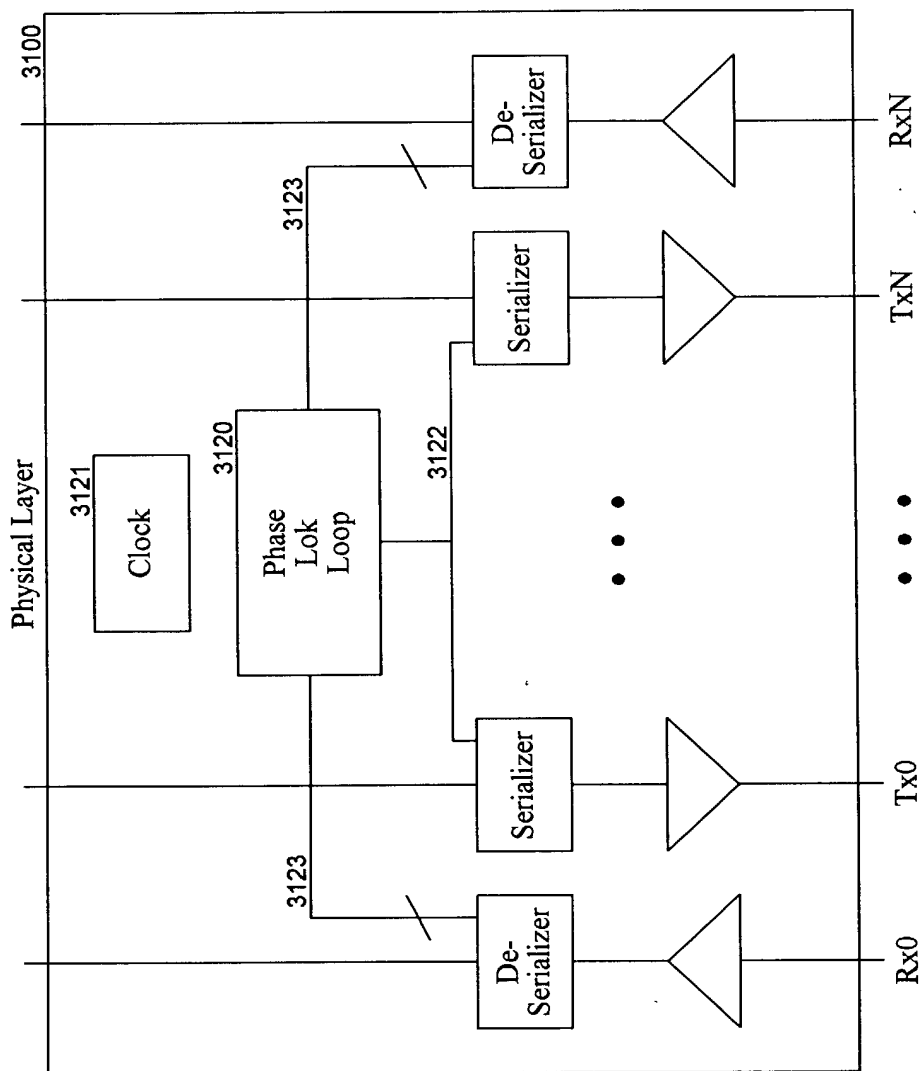 Physical Layer
3100
Clock
3121
Phase
Lok
Loop
3120
3123
3123
3122
De-
Serializer
Serializer
Serializer
De-
Serializer
Rx0
Tx0
TxN
RxN